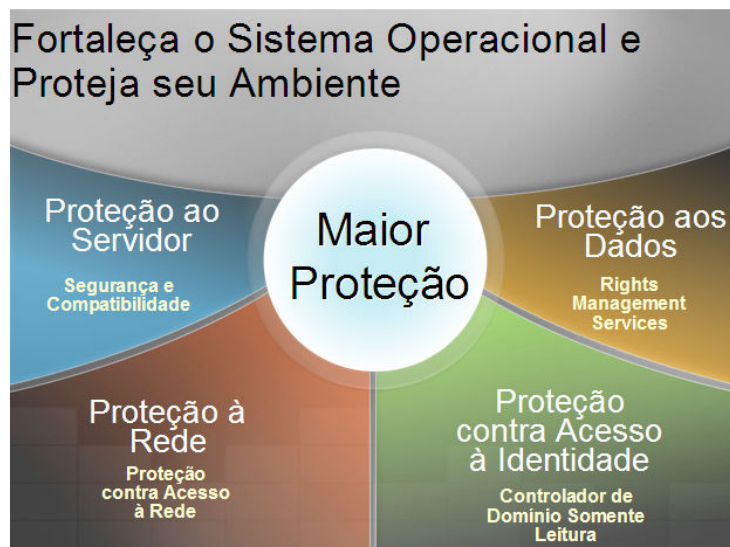 Fortaleça o Sistema Operacional e
Proteja seu Ambiente
Proteção ao
Servidor
Segurança e
Compatibilidade
Maior
Proteção
Proteção aos
Dados
Rights
Management
Services
Proteção à
Rede
Proteção
contra Acesso
à Rede
Proteção
contra Acesso
à Identidade
Controlador de
Domínio Somente
Leitura